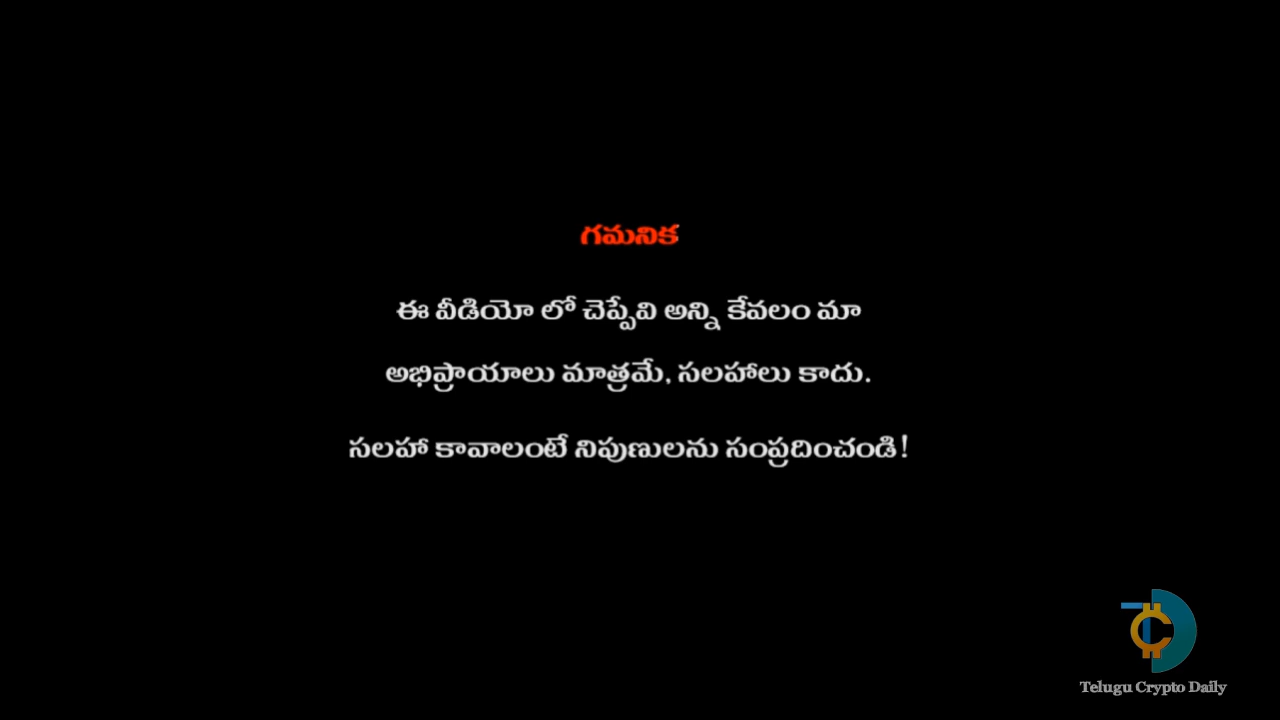 గమనిక
ఈ వీడియో లో చెప్పేవి అన్ని కేవలం మా
అభిప్రాయాలు మాత్రమే, సలహాలు కాదు.
సలహా కావాలంటే నిపుణులను సంప్రదించండి!
Telugu Crypto Daily